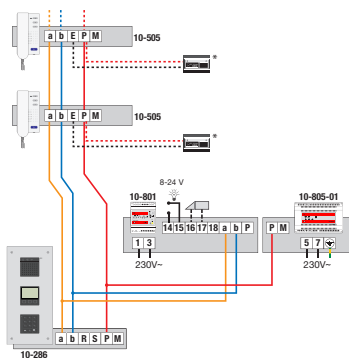 a b E P M
10-505
*
a b E P M
10-505
*
8-24 V
10-801
10-805-01
14 15 16 17 18 a b P
P M
1 3
5 7
230V~
230V~
a b R S P M
10-286